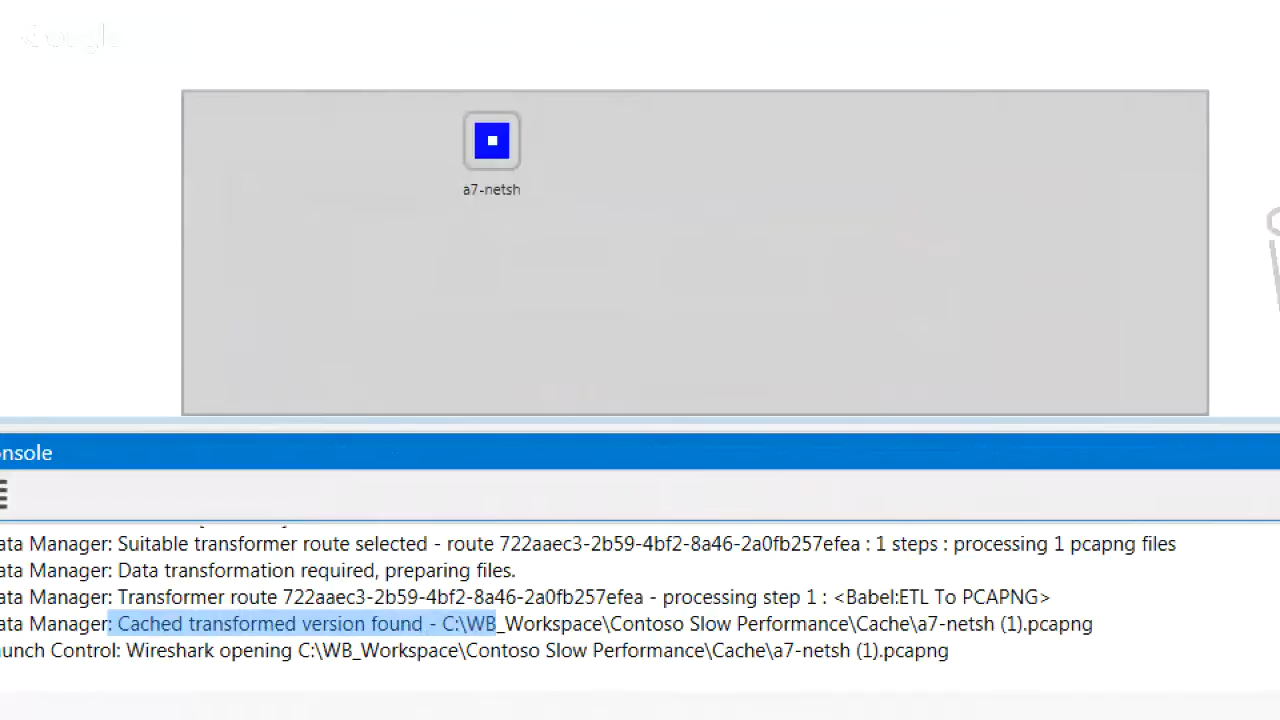 a7-netsh
onsole
ata Manager: Suitable transformer route selected - route 722aaec3-2b59-4bf2-8a46-2a0fb257efea : 1 steps : processing 1 pcapng files
ata Manager: Data transformation required, preparing files.
ata Manager: Transformer route 722aaec3-2b59-4bf2-8a46-2a0fb257efea - processing step 1 : <Babel:ETL To PCAPNG>
ata Manager: Cached transformed version found - C:\WB_Workspace\Contoso Slow Performance\Cache\a7-netsh (1).pcapng
unch Control: Wireshark opening C:\WB_Workspace\Contoso Slow Performance\Cache\a7-netsh (1).pcapng